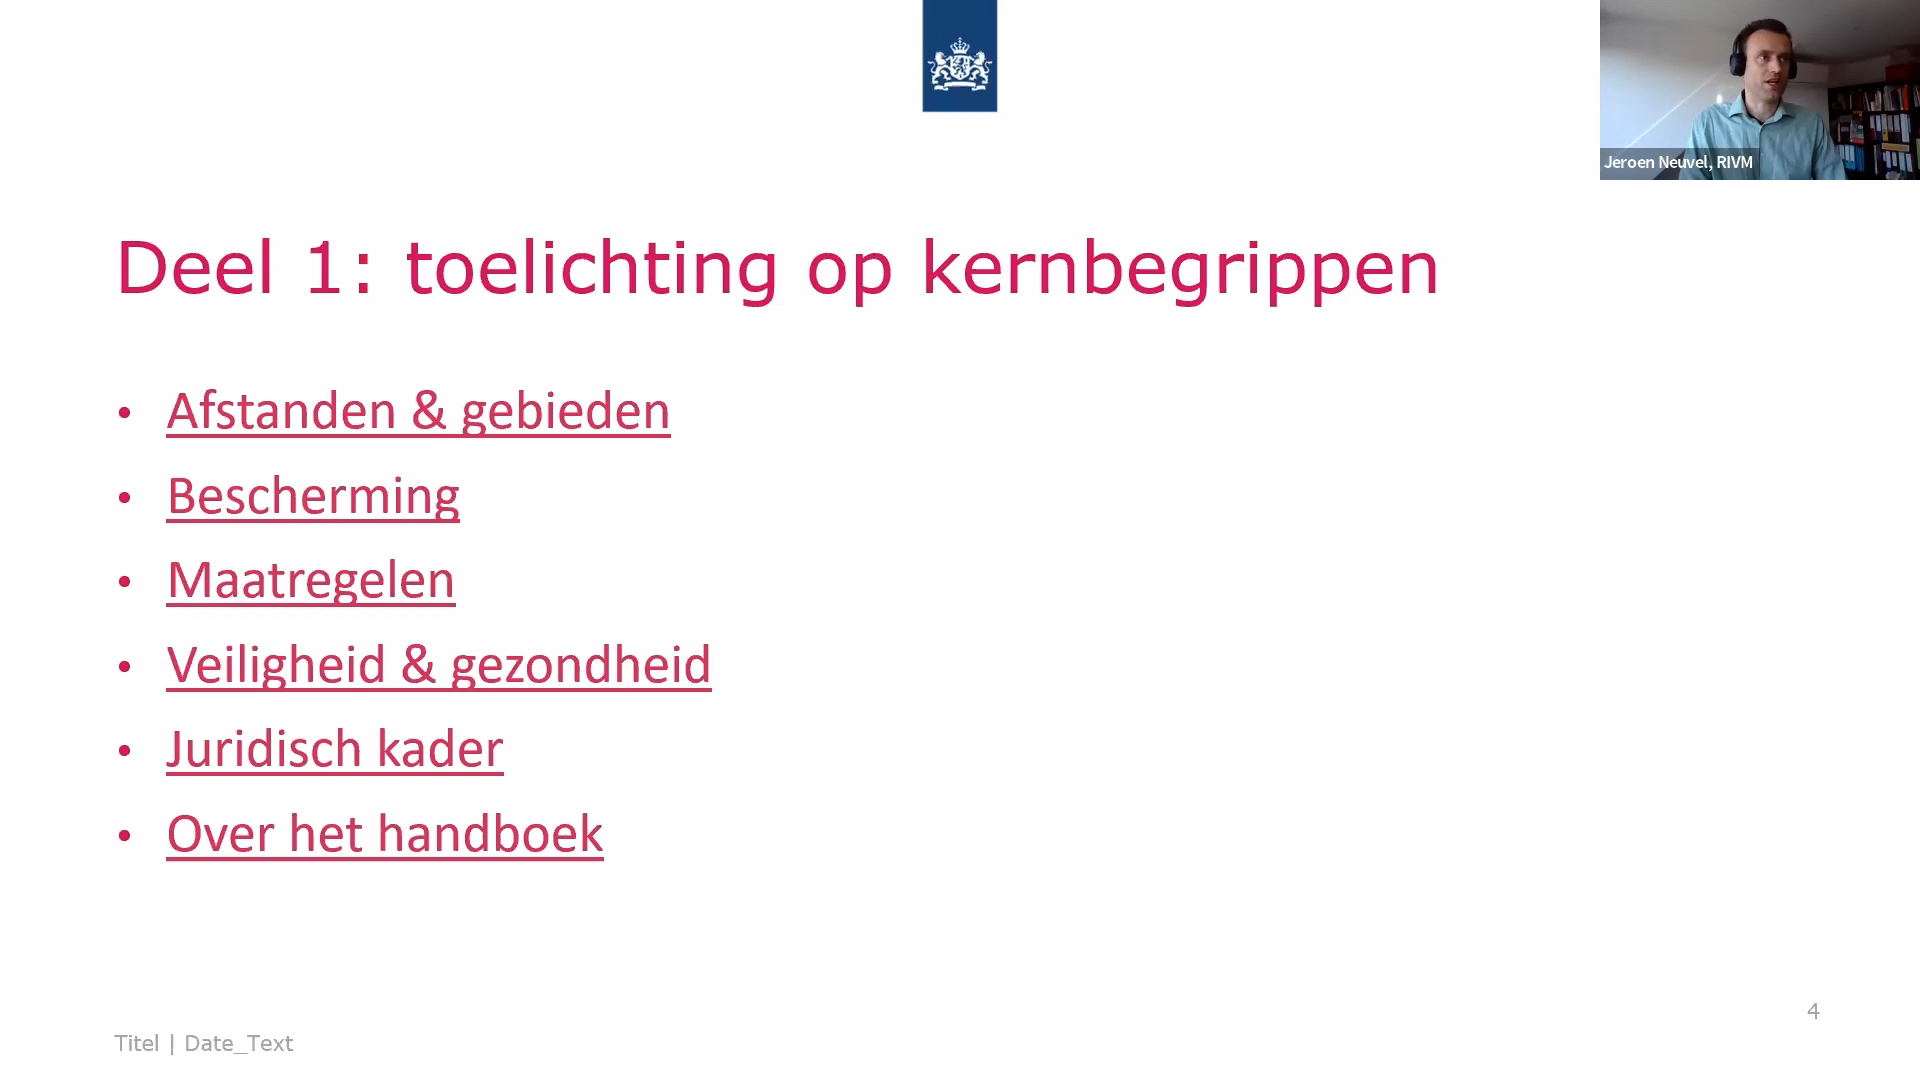 Jeroen Neuvel, RIVM
Deel 1: toelichting op kernbegrippen
• Afstanden & gebieden
• Bescherming
• Maatregelen
• Veiligheid & gezondheid
• Juridisch kader
• Over het handboek
4
Titel | Date_Text